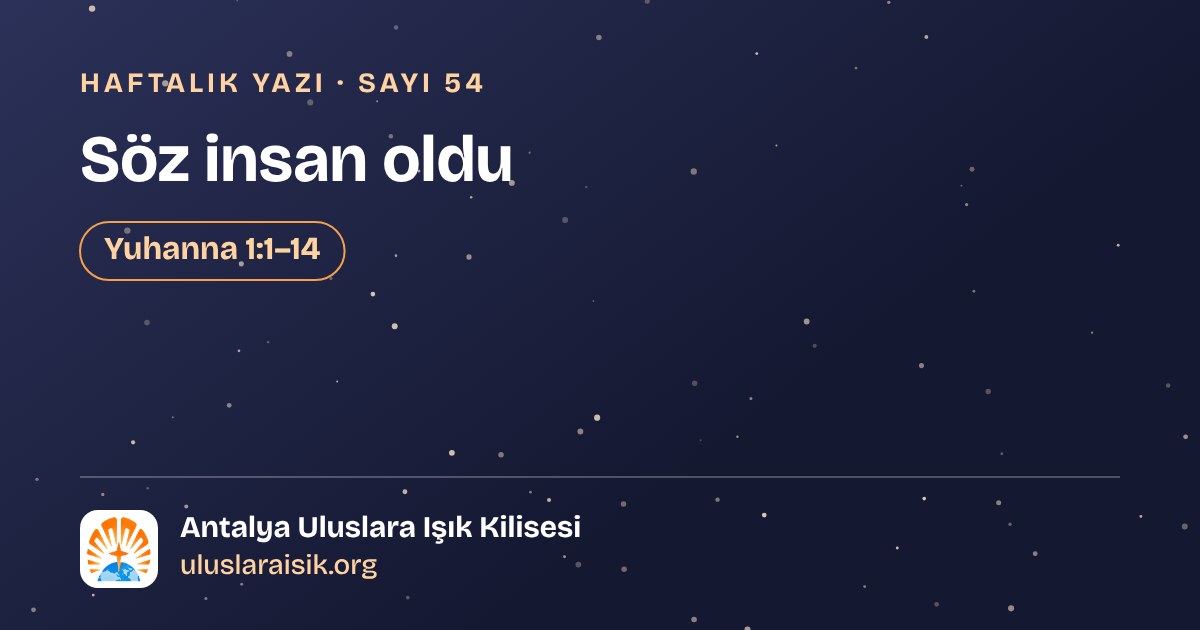 HAFTALIK YAZI · SAYI 54
Söz insan oldu
Yuhanna 1:1–14
Antalya Uluslara Işık Kilisesi
uluslaraisik.org